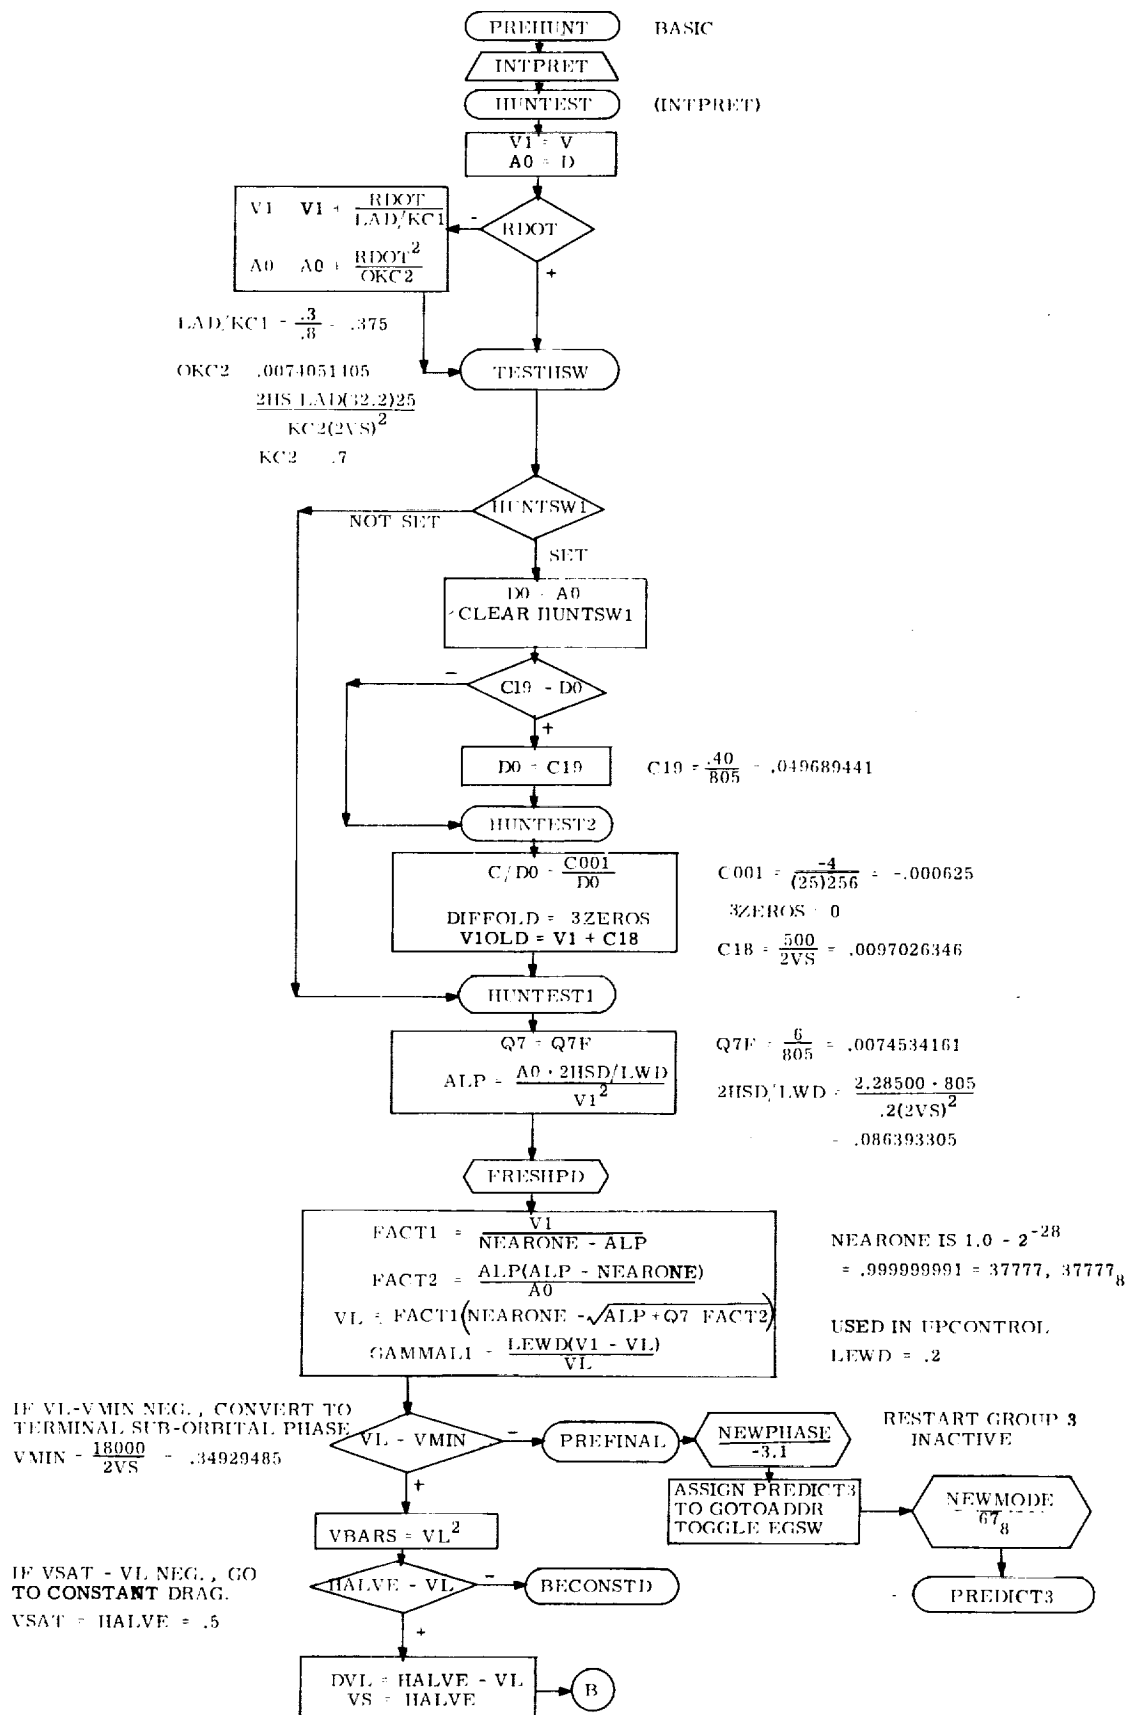 PREHUNT BASIC
INTPRET
HUNTEST (INTPRET)
V1 = V
A0 = D
RDOT
-
+
V1 V1 + RDOT / LAD/KC1
A0 A0 + RDOT² / OKC2
LAD/KC1 = .3 / .8 = .375
OKC2 .0074051405
2HS LAD(32.2)25 / KC2(2VS)²
KC2 .7
TESTHSW
HUNTSW1
NOT SET
SET
D0 = A0
CLEAR HUNTSW1
C19 - D0
-
+
D0 = C19
C19 = .40 / 805 = .049689441
HUNTEST2
C/D0 = C001 / D0
DIFFOLD = 3ZEROS
V1OLD = V1 + C18
C001 = -4 / (25)256 = -.000625
3ZEROS = 0
C18 = 500 / 2VS = .0097026346
HUNTEST1
Q7 = Q7F
ALP = A0 · 2HSD/LWD / V1²
Q7F = 6 / 805 = .0074534161
2HSD/LWD = 2.28500 · 805 / .2(2VS)²
= .086393305
FRESHPD
FACT1 = V1 / NEARONE - ALP
FACT2 = ALP(ALP - NEARONE) / A0
VL = FACT1(NEARONE - √ALP + Q7 FACT2)
GAMMAL1 = LEWD(V1 - VL) / VL
NEARONE IS 1.0 - 2⁻²⁸
= .999999991 = 37777, 37777₈
USED IN UPCONTROL
LEWD = .2
IF VL-VMIN NEG., CONVERT TO
TERMINAL SUB-ORBITAL PHASE
VMIN = 18000 / 2VS = .34929485
VL - VMIN
-
+
PREFINAL
NEWPHASE
-3.1
RESTART GROUP 3
INACTIVE
ASSIGN PREDICT3
TO GOTOADDR
TOGGLE EGSW
NEWMODE
67₈
PREDICT3
VBARS = VL²
IF VSAT - VL NEG., GO
TO CONSTANT DRAG.
VSAT = HALVE = .5
HALVE - VL
-
+
BECONSTD
DVL = HALVE - VL
VS = HALVE
B